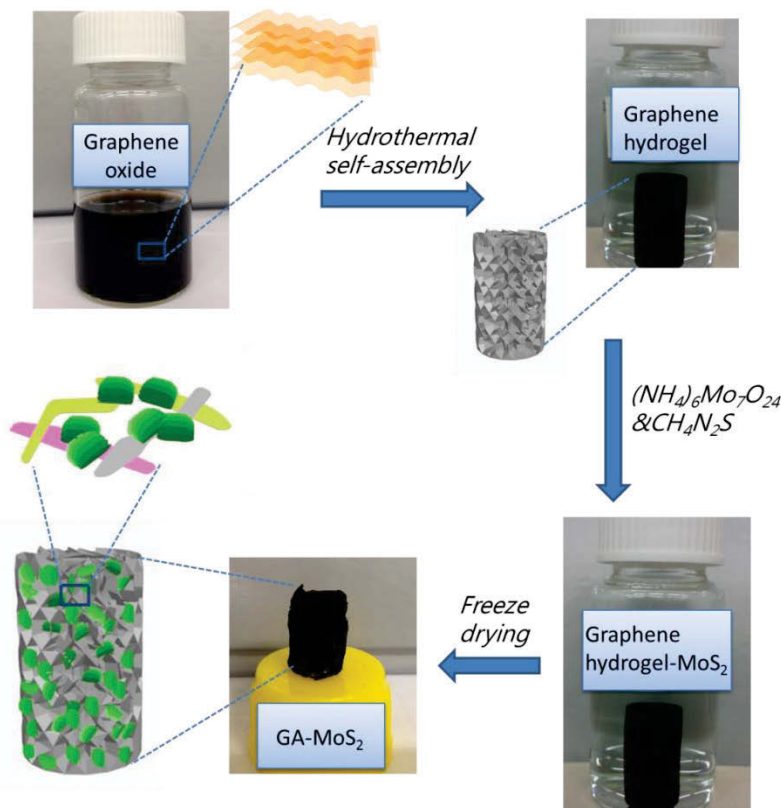 Graphene
oxide
Hydrothermal
self-assembly
Graphene
hydrogel
(NH₄)₆Mo₇O₂₄
&CH₄N₂S
Graphene
hydrogel-MoS₂
Freeze
drying
GA-MoS₂